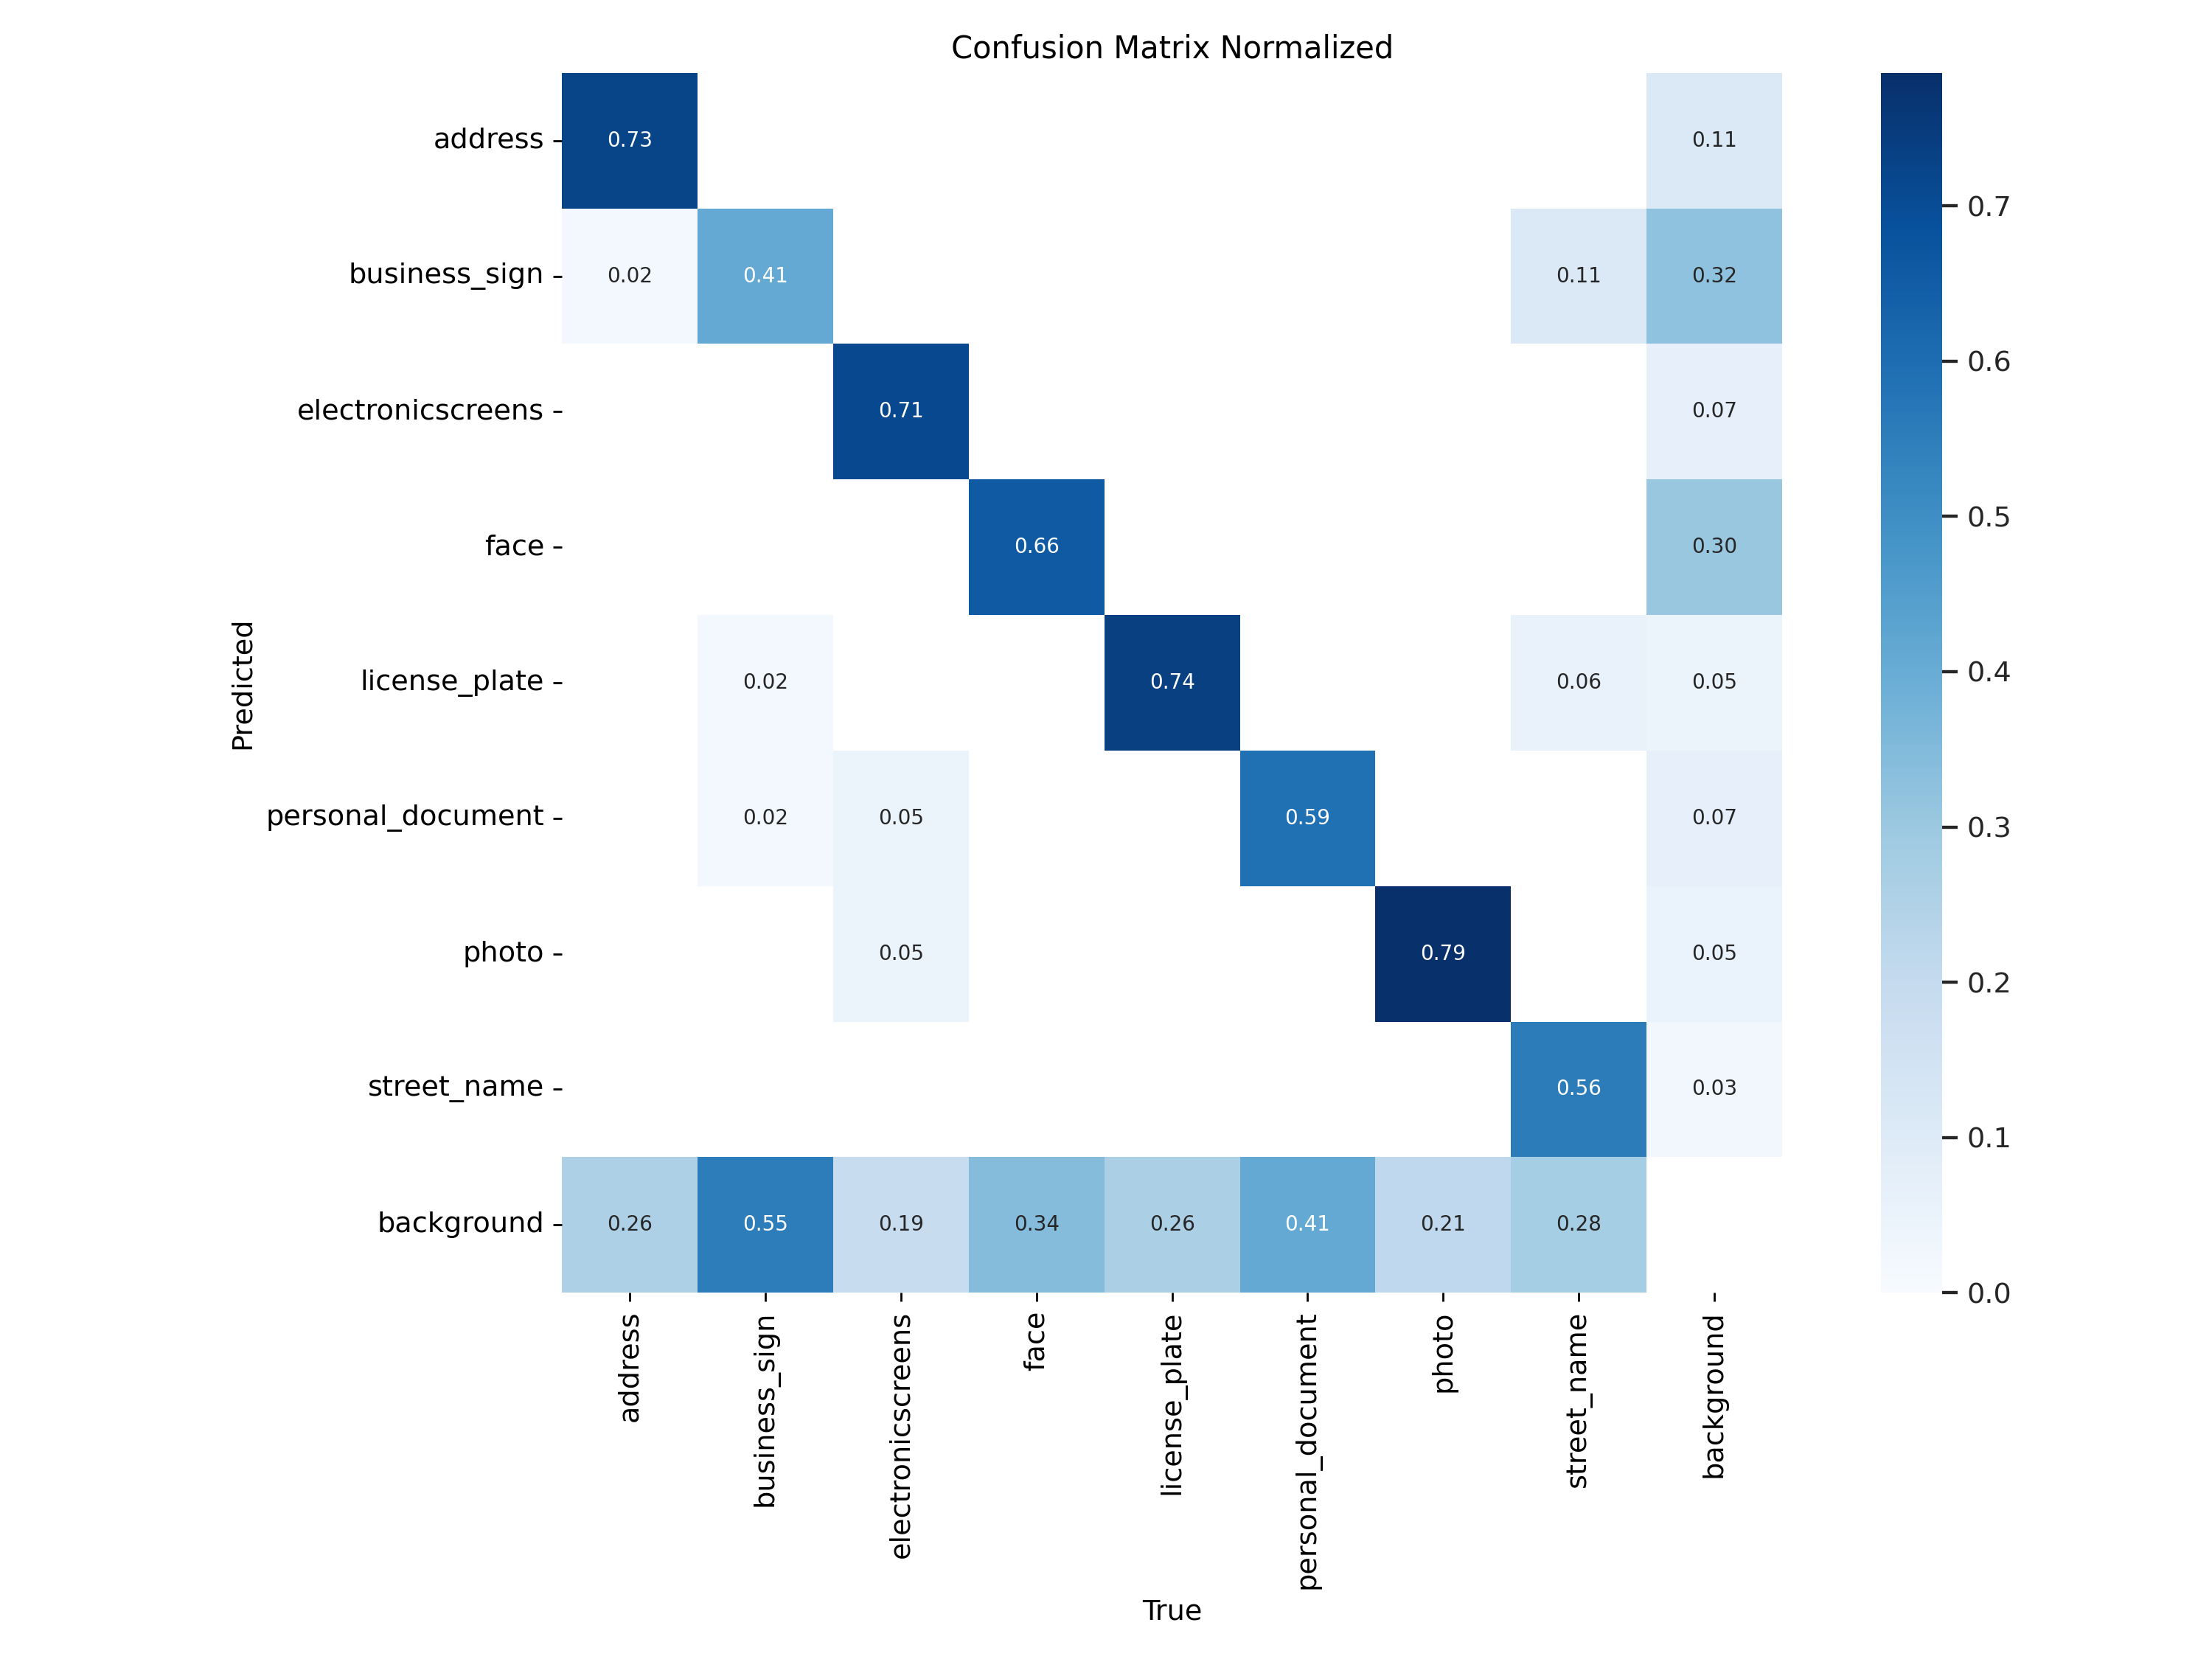 Confusion Matrix Normalized
address 0.73 0.11
business_sign 0.02 0.41 0.11 0.32
electronicscreens 0.71 0.07
face 0.66 0.30
license_plate 0.02 0.74 0.06 0.05
personal_document 0.02 0.05 0.59 0.07
photo 0.05 0.79 0.05
street_name 0.56 0.03
background 0.26 0.55 0.19 0.34 0.26 0.41 0.21 0.28
Predicted
address
business_sign
electronicscreens
face
license_plate
personal_document
photo
street_name
background
True
0.7
0.6
0.5
0.4
0.3
0.2
0.1
0.0